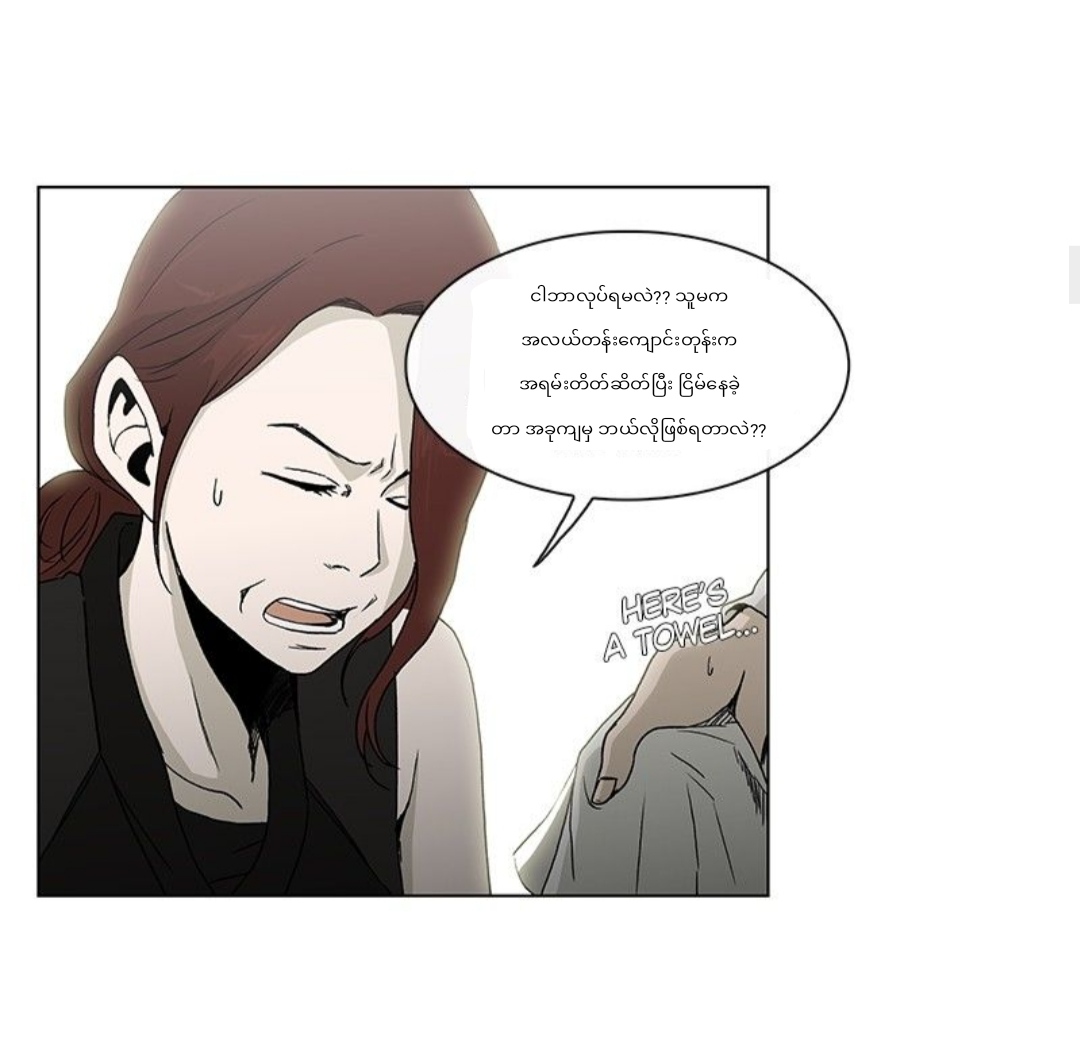 ငါဘာလုပ်ရမလဲ?? သူမက
အလယ်တန်းကျောင်းတုန်းက
အရမ်းတိတ်ဆိတ်ပြီး ငြိမ်နေခဲ့
တာ အခုကျမှ ဘယ်လိုဖြစ်ရတာလဲ??
HERE'S
A TOWEL...